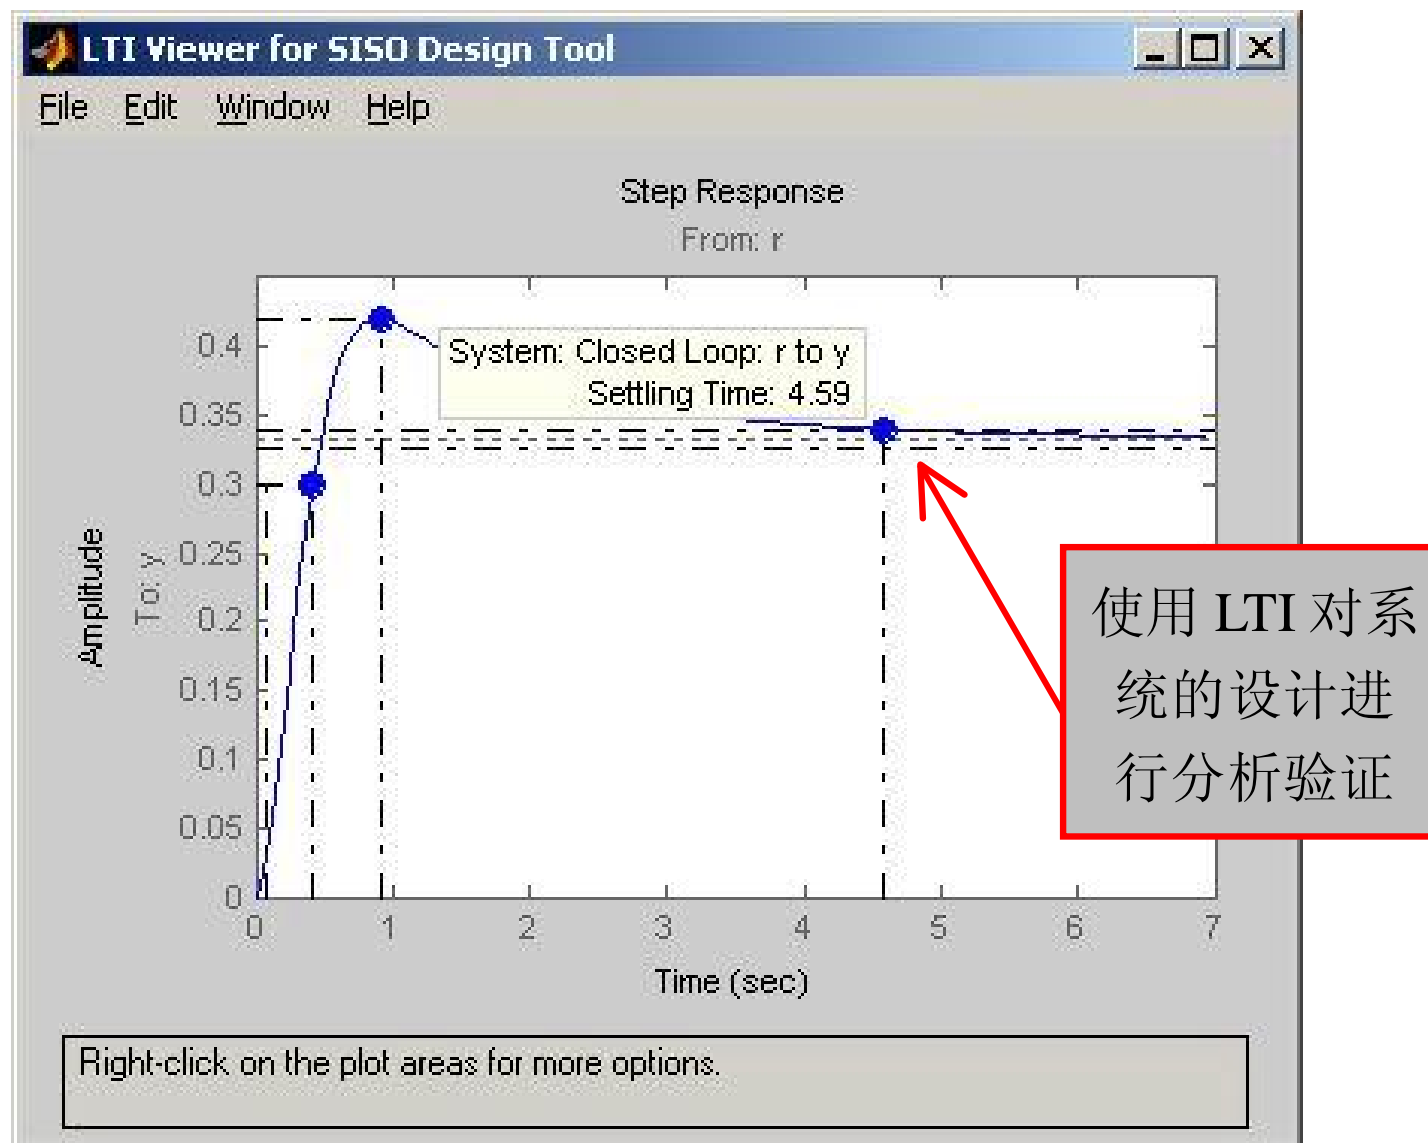 LTI Viewer for SISO Design Tool
File Edit Window Help
Step Response
From: r
System: Closed Loop: r to y
Settling Time: 4.59
Amplitude
To: y
0.4
0.35
0.3
0.25
0.2
0.15
0.1
0.05
0
0 1 2 3 4 5 6 7
Time (sec)
使用 LTI 对系
统的设计进
行分析验证
Right-click on the plot areas for more options.